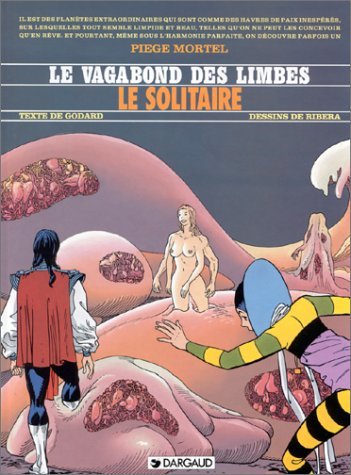 IL EST DES PLANÈTES EXTRAORDINAIRES QUI SONT COMME DES HAVRES DE PAIX INESPÉRÉS,
SUR LESQUELLES TOUT SEMBLE LIMPIDE ET BEAU, TELLES QU'ON NE PEUT LES CONCEVOIR
QU'EN RÊVE. ET POURTANT, MÊME SOUS L'HARMONIE PARFAITE, ON DÉCOUVRE PARFOIS UN
PIEGE MORTEL
LE VAGABOND DES LIMBES
LE SOLITAIRE
TEXTE DE GODARD
DESSINS DE RIBERA
DARGAUD